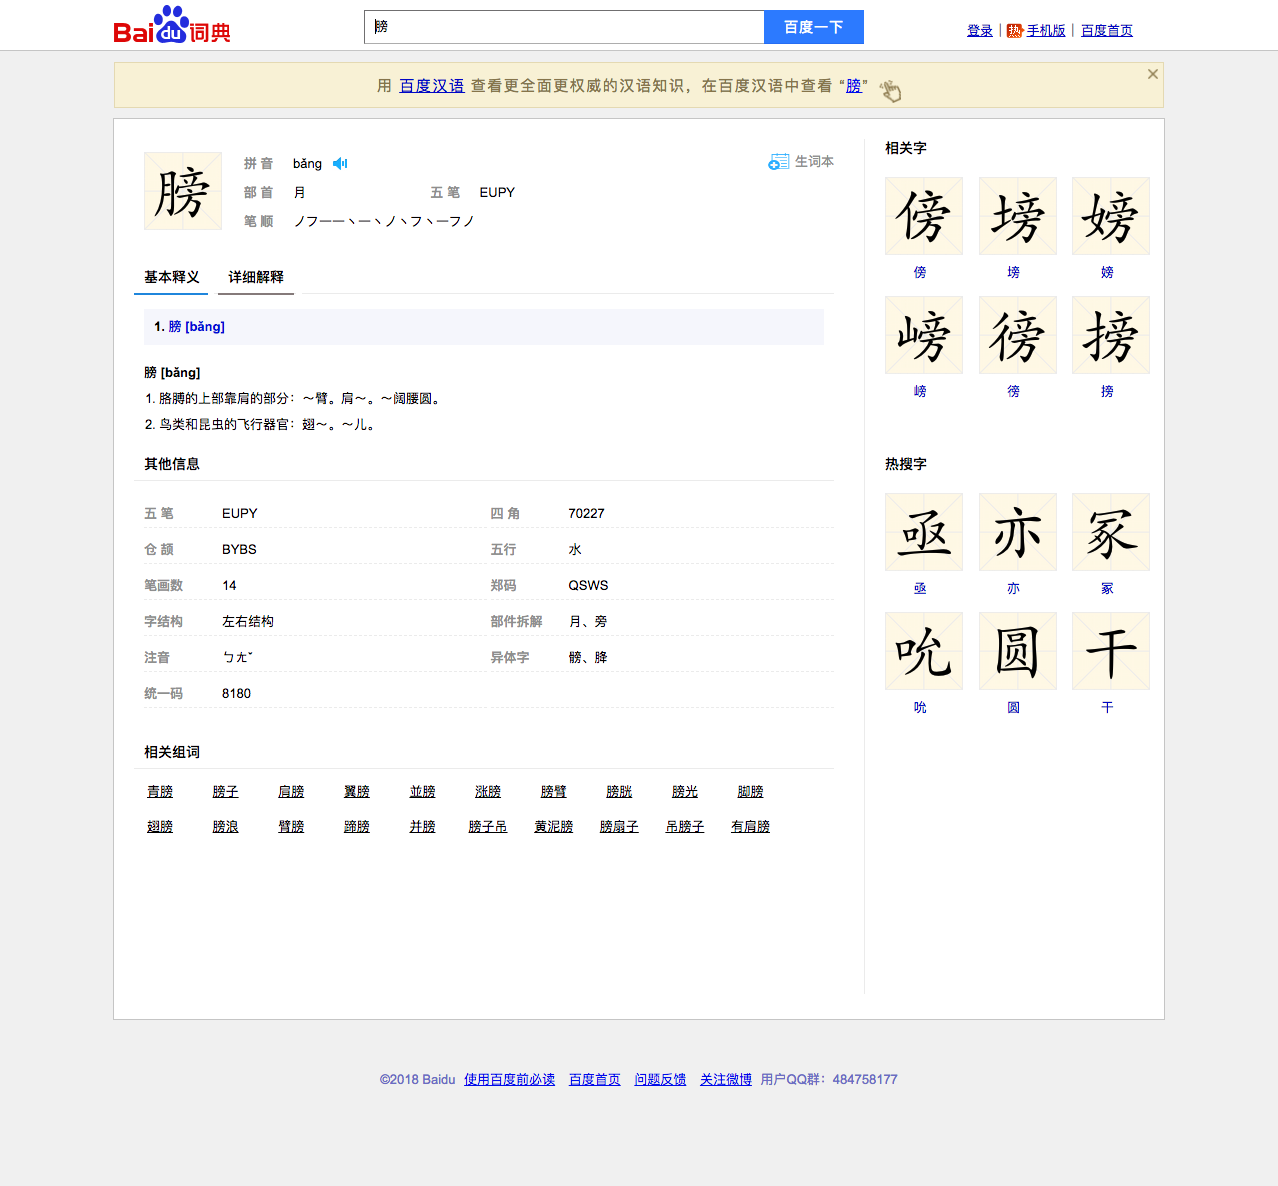 Baidu词典
膀
百度一下
登录 | 热 手机版 | 百度首页
用 百度汉语 查看更全面更权威的汉语知识，在百度汉语中查看 “膀”
膀
拼 音 bǎng
生词本
部 首 月 五 笔 EUPY
笔 顺 ノフ一一丶一丶ノ丶フ丶一フノ
基本释义 详细解释
1. 膀 [bǎng]
膀 [bǎng]
1. 胳膊的上部靠肩的部分：～臂。肩～。～阔腰圆。
2. 鸟类和昆虫的飞行器官：翅～。～儿。
其他信息
五 笔 EUPY 四 角 70227
仓 颉 BYBS 五行 水
笔画数 14 郑码 QSWS
字结构 左右结构 部件拆解 月、旁
注音 ㄅㄤˇ 异体字 髈、胮
统一码 8180
相关组词
青膀 膀子 肩膀 翼膀 並膀 涨膀 膀臂 膀胱 膀光 脚膀
翅膀 膀浪 臂膀 蹄膀 并膀 膀子吊 黄泥膀 膀扇子 吊膀子 有肩膀
相关字
傍 塝 嫎
傍 塝 嫎
嵭 徬 搒
嵭 徬 搒
热搜字
亟 亦 冢
亟 亦 冢
吮 圆 干
吮 圆 干
©2018 Baidu 使用百度前必读 百度首页 问题反馈 关注微博 用户QQ群：484758177